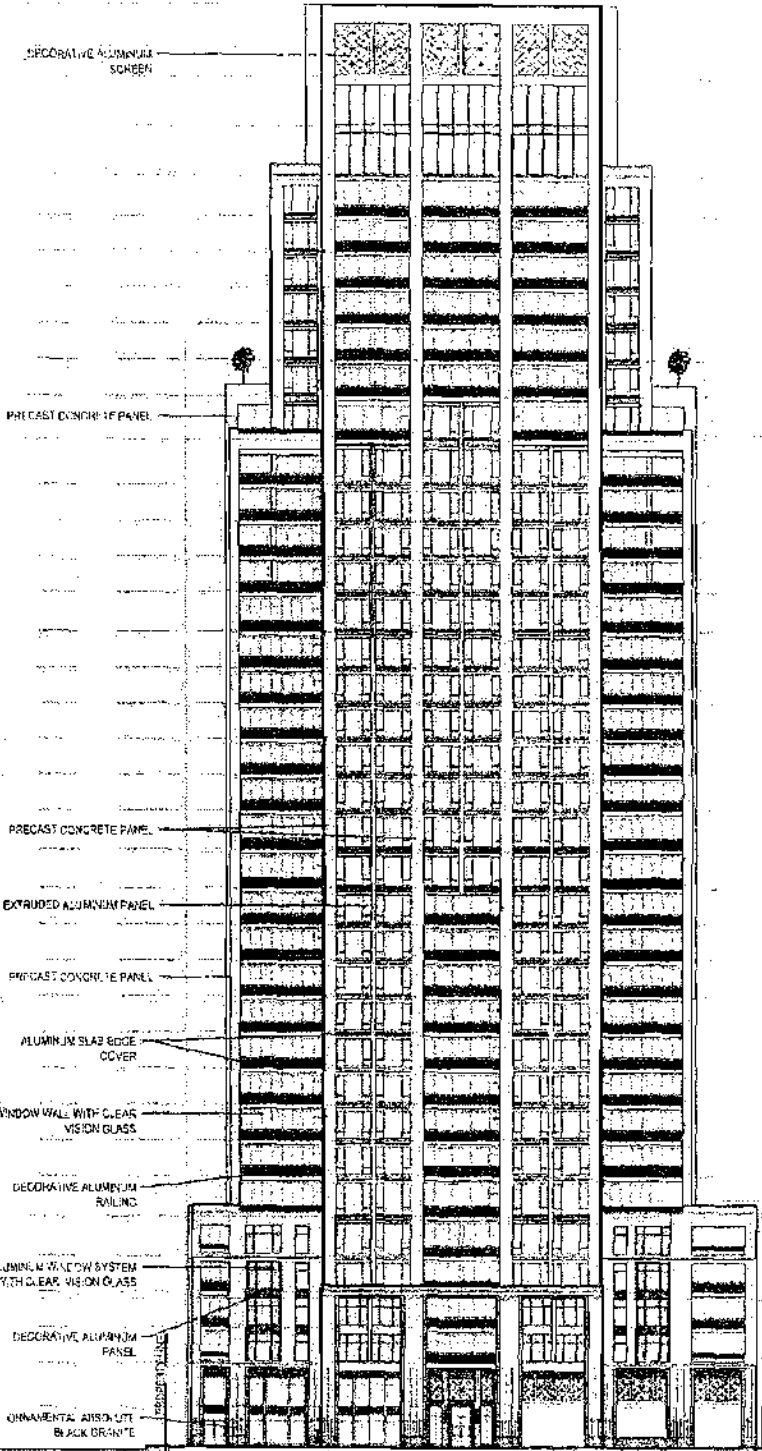 DECORATIVE ALUMINUM
SCREEN
PRECAST CONCRETE PANEL
PRECAST CONCRETE PANEL
EXTRUDED ALUMINUM PANEL
PRECAST CONCRETE PANEL
ALUMINUM SLAB EDGE
COVER
WINDOW WALL WITH CLEAR
VISION GLASS
DECORATIVE ALUMINUM
RAILING
ALUMINUM WINDOW SYSTEM
WITH CLEAR VISION GLASS
DECORATIVE ALUMINUM
PANEL
PROPERTY LINE
ORNAMENTAL ABSOLUTE
BLACK GRANITE